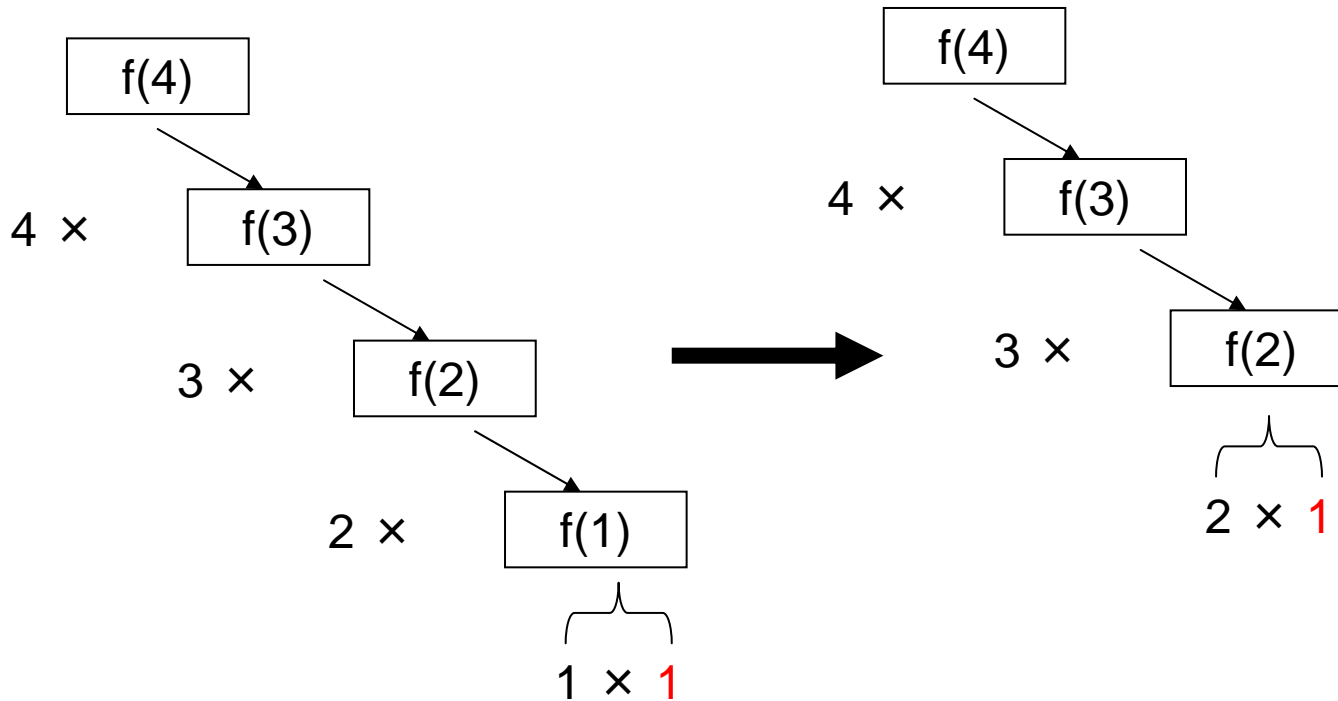 f(4)
4 × f(3)
3 × f(2)
2 × f(1)
1 × 1
f(4)
4 × f(3)
3 × f(2)
2 × 1